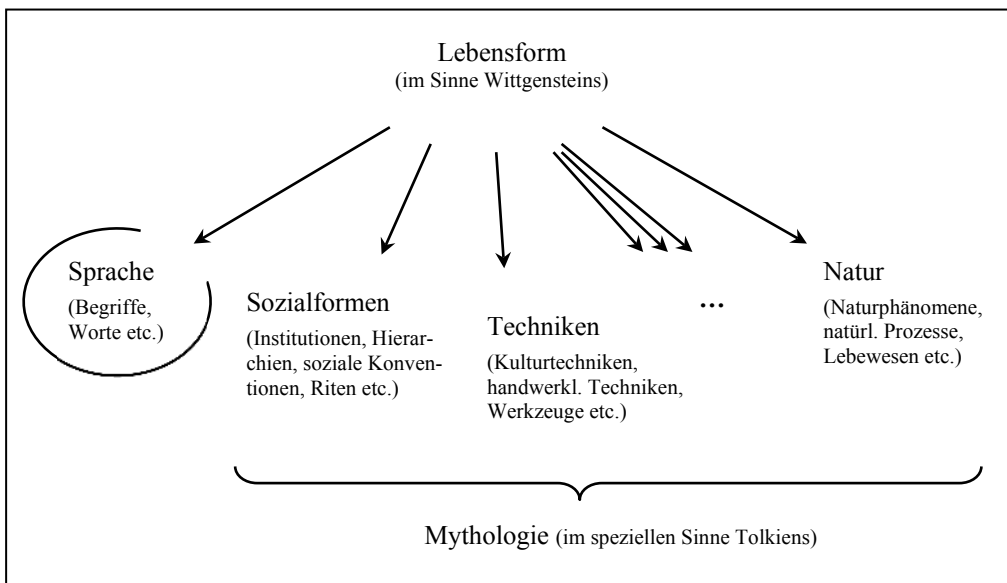 Lebensform
(im Sinne Wittgensteins)
Sprache
(Begriffe,
Worte etc.)
Sozialformen
(Institutionen, Hierar-
chien, soziale Konven-
tionen, Riten etc.)
Techniken
(Kulturtechniken,
handwerkl. Techniken,
Werkzeuge etc.)
...
Natur
(Naturphänomene,
natürl. Prozesse,
Lebewesen etc.)
Mythologie (im speziellen Sinne Tolkiens)